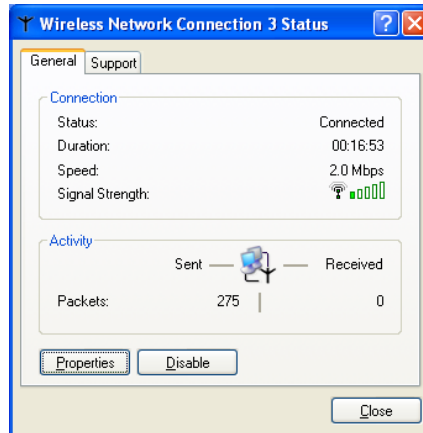 Wireless Network Connection 3 Status
General Support
Connection
Status: Connected
Duration: 00:16:53
Speed: 2.0 Mbps
Signal Strength:
Activity
Sent Received
Packets: 275 0
Properties Disable
Close